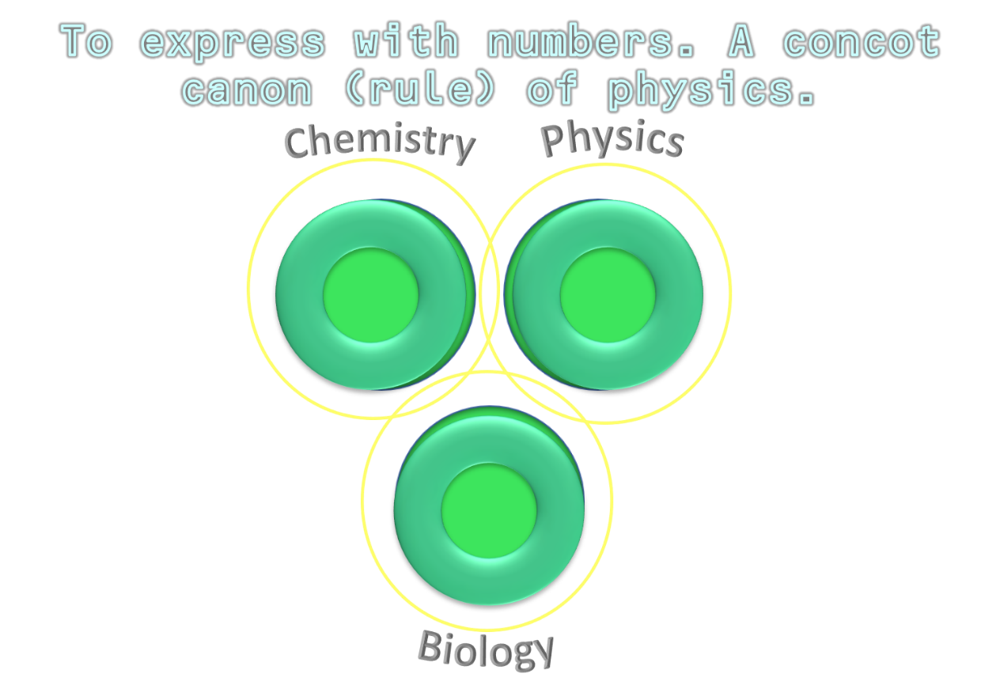 To express with numbers. A concot
canon (rule) of physics.
Chemistry
Physics
Biology